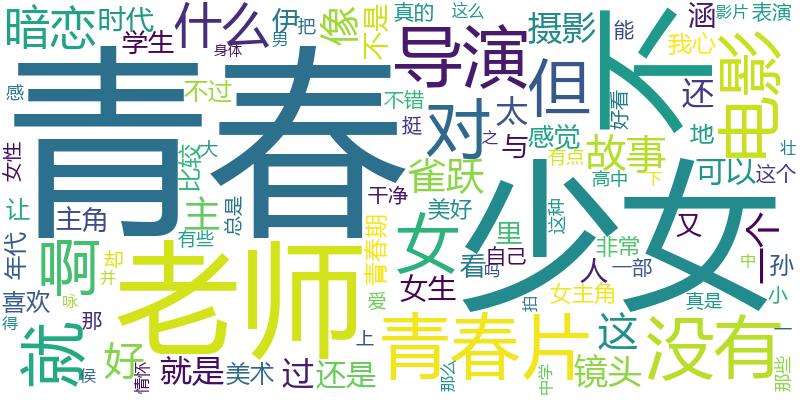 暗恋
时代
什么
伊
把
像
真的
这么
影片
表演
学生
男
不是
摄影
能
我心
涵
感
身体
不过
不错
导演
但
不
好看
还
电影
青春
对
太
挺
与
之
感觉
有点
故事
地
壮
女性
比较
大
雀跃
高中
可以
这个
让
主角
主
总是
干净
美好
里
这种
下
又
一个
年代
却
并
有些
啊
老师
青春期
女
看
吗
自己
非常
少女
人
一部
中
孙
喜欢
咏
爱
女生
女主角
真是
小
得
那
就
上
拍
青春片
这
没有
一
好
就是
美术
过
还是
镜头
那些
侯
情怀
那么
中学